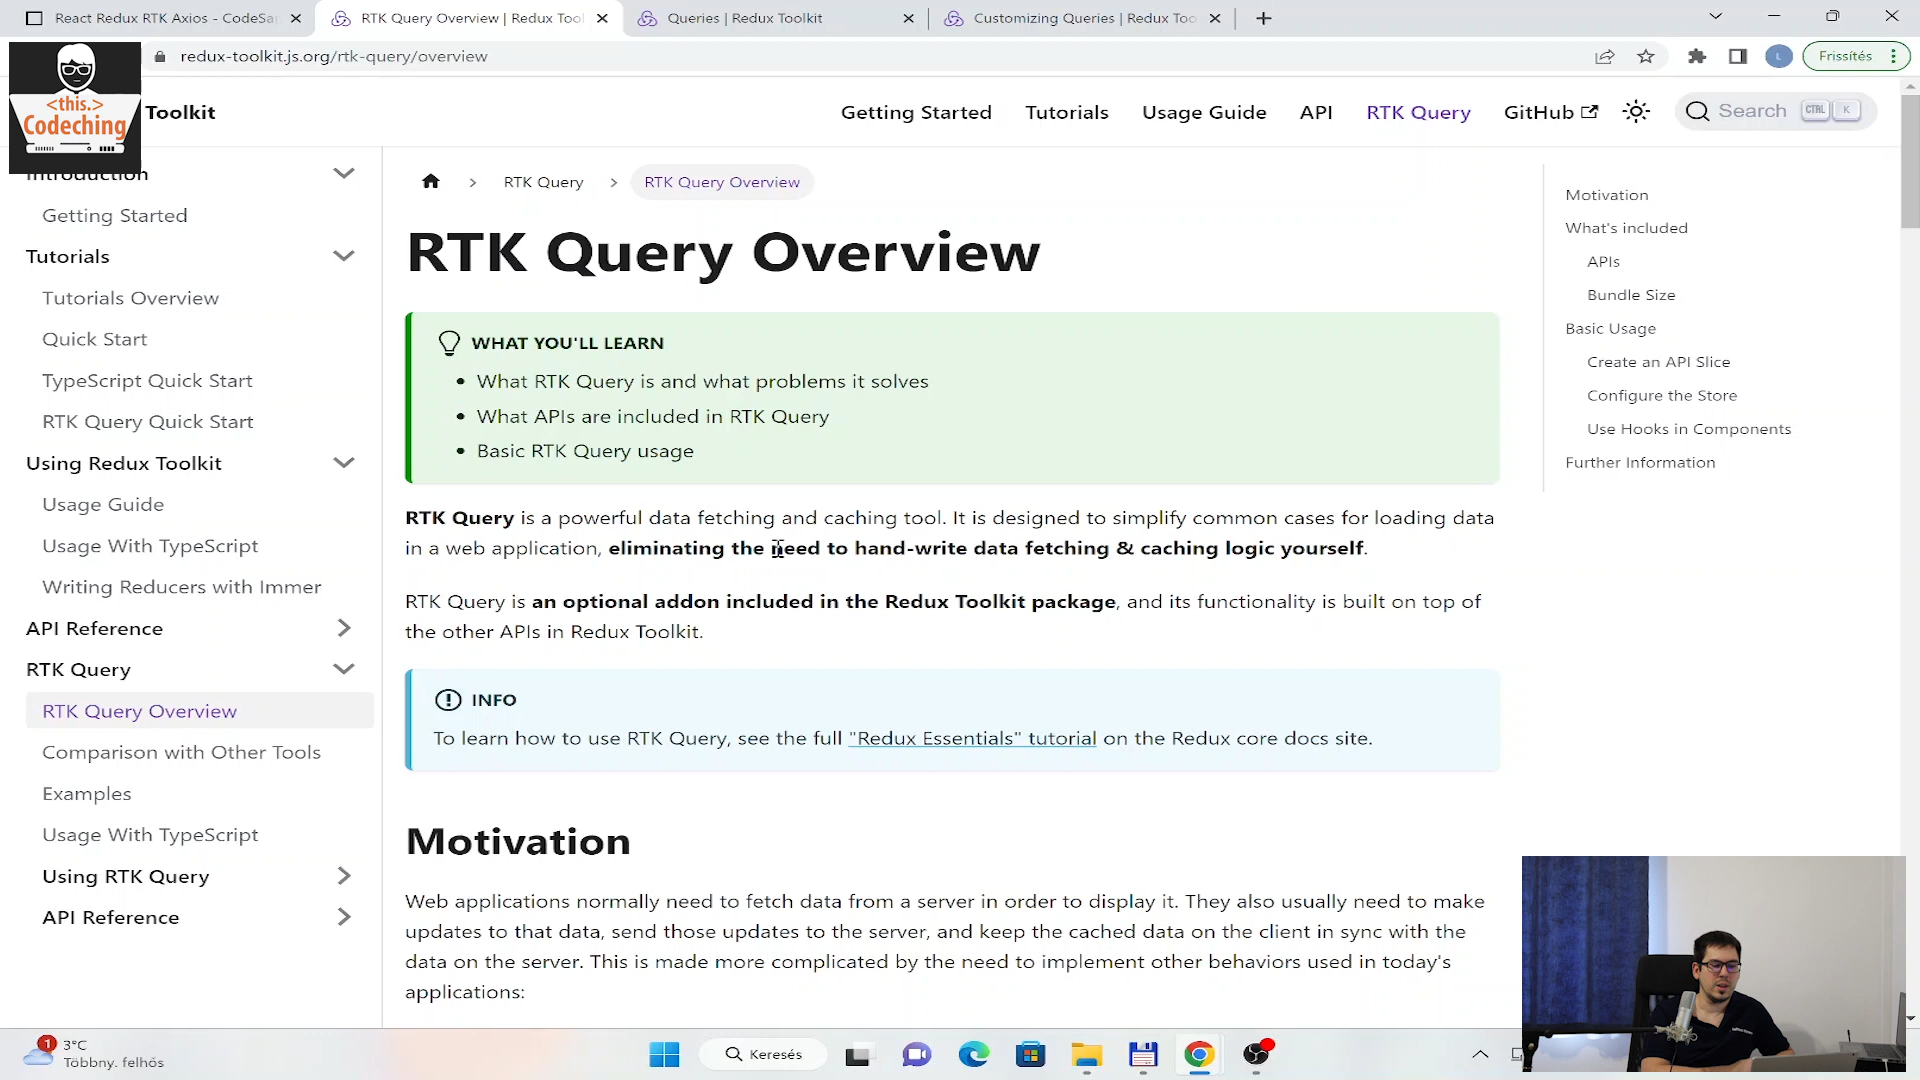 React Redux RTK Axios - CodeSa
RTK Query Overview | Redux Tool
Queries | Redux Toolkit
Customizing Queries | Redux Too
redux-toolkit.js.org/rtk-query/overview
L
Frissítés
<this.>
Codeching
Toolkit
Getting Started
Tutorials
Usage Guide
API
RTK Query
GitHub
Search
CTRL
K
Introduction
Getting Started
Tutorials
Tutorials Overview
Quick Start
TypeScript Quick Start
RTK Query Quick Start
Using Redux Toolkit
Usage Guide
Usage With TypeScript
Writing Reducers with Immer
API Reference
RTK Query
RTK Query Overview
Comparison with Other Tools
Examples
Usage With TypeScript
Using RTK Query
API Reference
RTK Query
RTK Query Overview
RTK Query Overview
WHAT YOU'LL LEARN
• What RTK Query is and what problems it solves
• What APIs are included in RTK Query
• Basic RTK Query usage
RTK Query is a powerful data fetching and caching tool. It is designed to simplify common cases for loading data
in a web application, eliminating the need to hand-write data fetching & caching logic yourself.
RTK Query is an optional addon included in the Redux Toolkit package, and its functionality is built on top of
the other APIs in Redux Toolkit.
INFO
To learn how to use RTK Query, see the full "Redux Essentials" tutorial on the Redux core docs site.
Motivation
Web applications normally need to fetch data from a server in order to display it. They also usually need to make
updates to that data, send those updates to the server, and keep the cached data on the client in sync with the
data on the server. This is made more complicated by the need to implement other behaviors used in today's
applications:
Motivation
What's included
APIs
Bundle Size
Basic Usage
Create an API Slice
Configure the Store
Use Hooks in Components
Further Information
1
3°C
Többny. felhős
Keresés